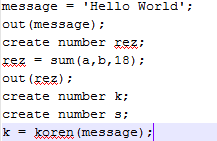 message = 'Hello World';
out(message);
create number rez;
rez = sum(a,b,18);
out(rez);
create number k;
create number s;
k = koren(message);